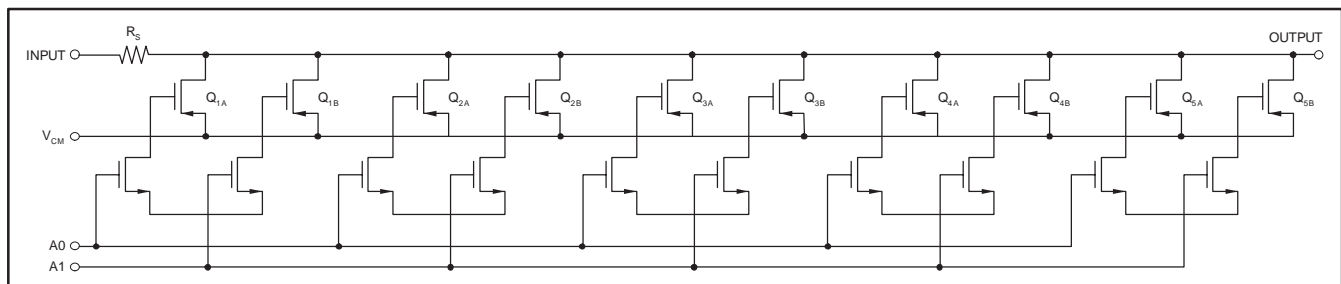 R_S
INPUT
OUTPUT
Q_1A
Q_1B
Q_2A
Q_2B
Q_3A
Q_3B
Q_4A
Q_4B
Q_5A
Q_5B
V_CM
A0
A1